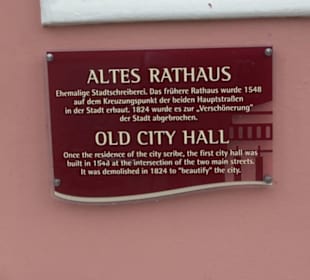 ALTES RATHAUS
Ehemalige Stadtschreiberei. Das frühere Rathaus wurde 1548
auf dem Kreuzungspunkt der beiden Hauptstraßen
in der Stadt erbaut. 1824 wurde es zur „Verschönerung"
der Stadt abgebrochen.
OLD CITY HALL
Once the residence of the city scribe, the first city hall was
built in 1548 at the intersection of the two main streets.
It was demolished in 1824 to "beautify" the city.